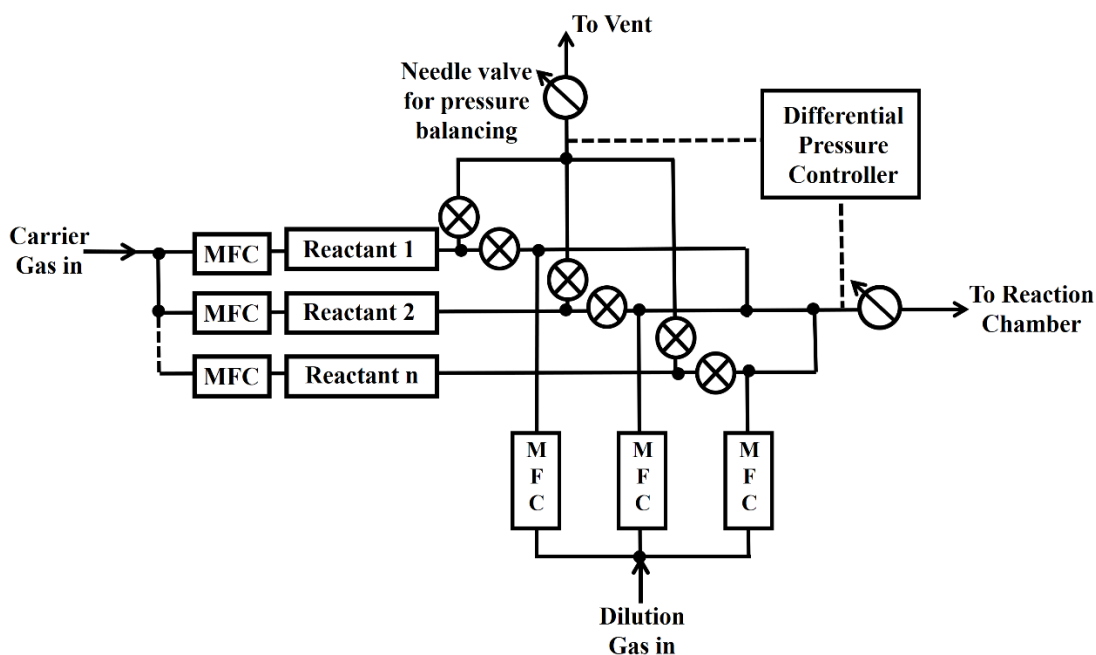 To Vent
Needle valve
for pressure
balancing
Differential
Pressure
Controller
Carrier
Gas in
MFC
Reactant 1
MFC
Reactant 2
MFC
Reactant n
To Reaction
Chamber
M
F
C
M
F
C
M
F
C
Dilution
Gas in